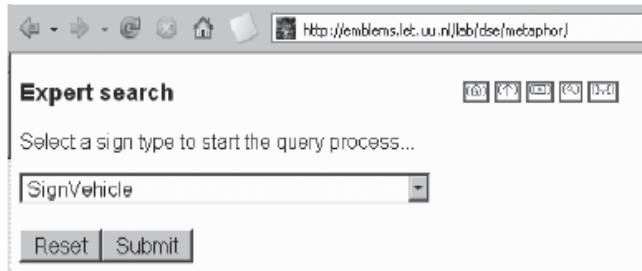 http://emblems.let.uu.nl/lab/dse/metaphor/
Expert search
Select a sign type to start the query process...
SignVehicle
Reset Submit